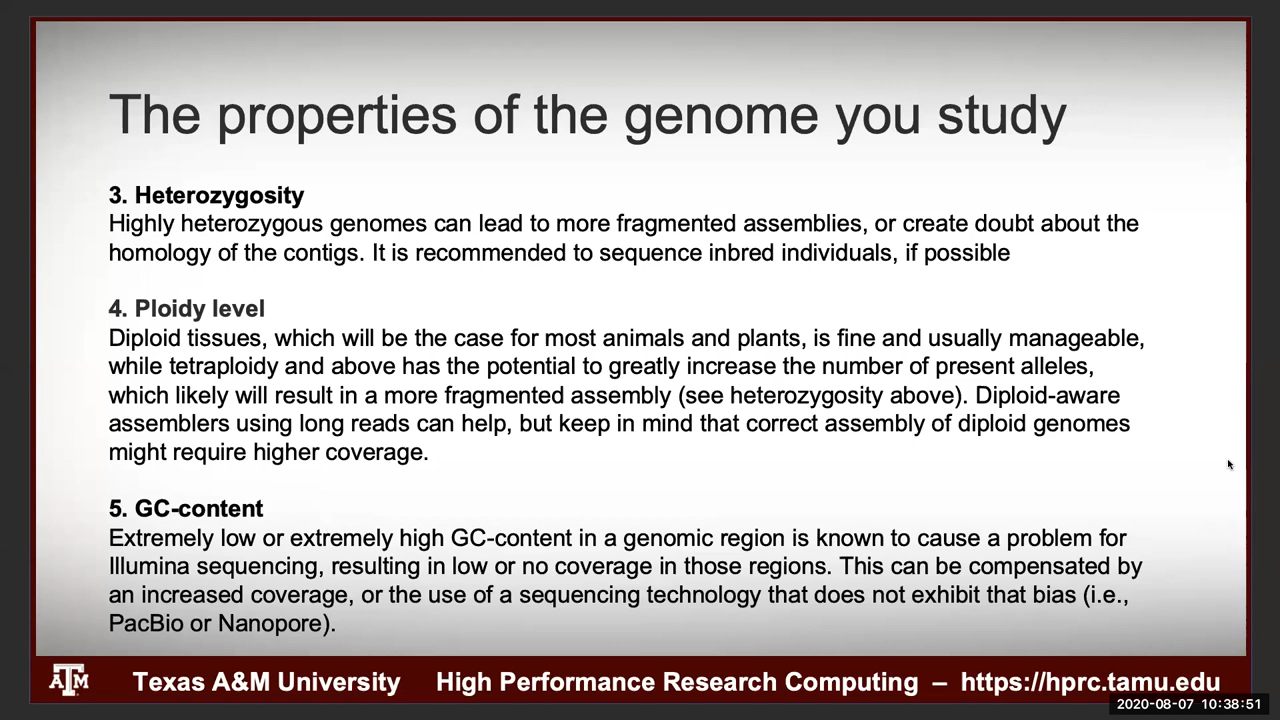 The properties of the genome you study
3. Heterozygosity
Highly heterozygous genomes can lead to more fragmented assemblies, or create doubt about the
homology of the contigs. It is recommended to sequence inbred individuals, if possible
4. Ploidy level
Diploid tissues, which will be the case for most animals and plants, is fine and usually manageable,
while tetraploidy and above has the potential to greatly increase the number of present alleles,
which likely will result in a more fragmented assembly (see heterozygosity above). Diploid-aware
assemblers using long reads can help, but keep in mind that correct assembly of diploid genomes
might require higher coverage.
5. GC-content
Extremely low or extremely high GC-content in a genomic region is known to cause a problem for
Illumina sequencing, resulting in low or no coverage in those regions. This can be compensated by
an increased coverage, or the use of a sequencing technology that does not exhibit that bias (i.e.,
PacBio or Nanopore).
ATM Texas A&M University High Performance Research Computing – https://hprc.tamu.edu
2020-08-07 10:38:51